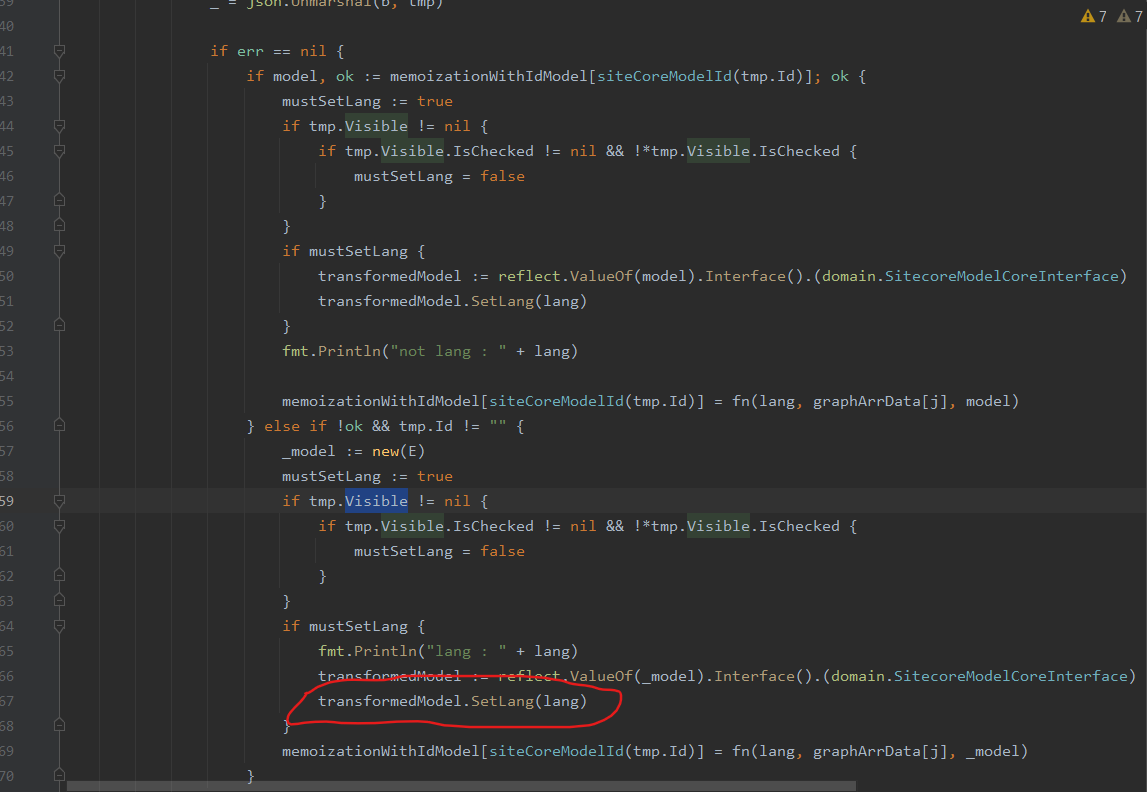 39 _ = json.Unmarshal(b, tmp)
40 7 7
41 if err == nil {
42 if model, ok := memoizationWithIdModel[siteCoreModelId(tmp.Id)]; ok {
43 mustSetLang := true
44 if tmp.Visible != nil {
45 if tmp.Visible.IsChecked != nil && !*tmp.Visible.IsChecked {
46 mustSetLang = false
47 }
48 }
49 if mustSetLang {
50 transformedModel := reflect.ValueOf(model).Interface().(domain.SitecoreModelCoreInterface)
51 transformedModel.SetLang(lang)
52 }
53 fmt.Println("not lang : " + lang)
54
55 memoizationWithIdModel[siteCoreModelId(tmp.Id)] = fn(lang, graphArrData[j], model)
56 } else if !ok && tmp.Id != "" {
57 _model := new(E)
58 mustSetLang := true
59 if tmp.Visible != nil {
60 if tmp.Visible.IsChecked != nil && !*tmp.Visible.IsChecked {
61 mustSetLang = false
62 }
63 }
64 if mustSetLang {
65 fmt.Println("lang : " + lang)
66 transformedModel := reflect.ValueOf(_model).Interface().(domain.SitecoreModelCoreInterface)
67 transformedModel.SetLang(lang)
68 }
69 memoizationWithIdModel[siteCoreModelId(tmp.Id)] = fn(lang, graphArrData[j], _model)
70 }